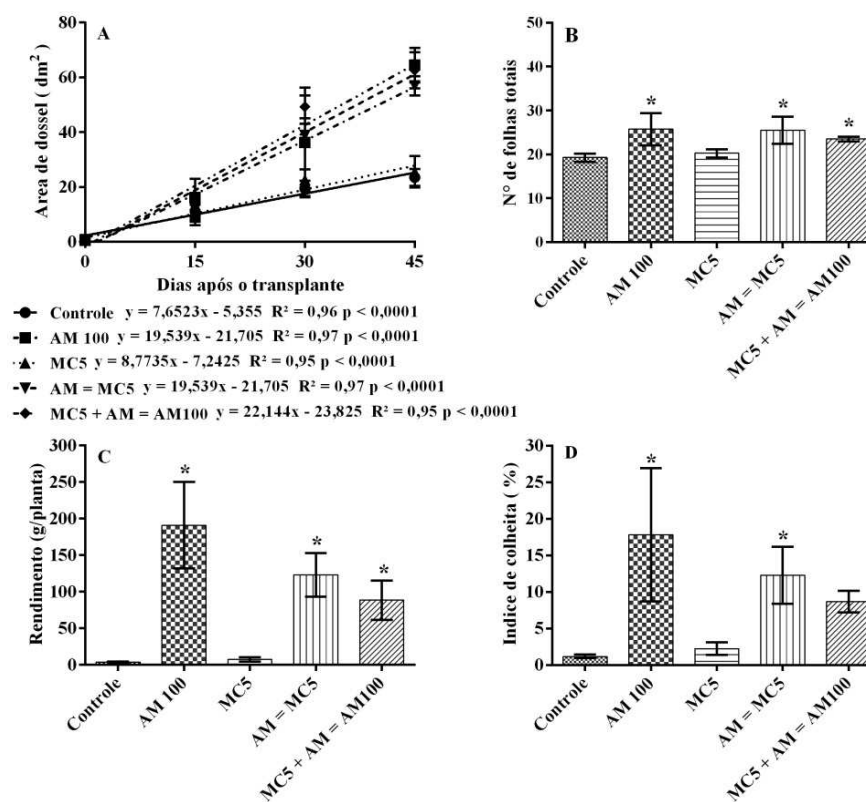 A
Área de dossel ( dm²)
80
60
40
20
0
0 15 30 45
Dias após o transplante
Controle y = 7,6523x - 5,355 R² = 0,96 p < 0,0001
AM 100 y = 19,539x - 21,705 R² = 0,97 p < 0,0001
MC5 y = 8,7735x - 7,2425 R² = 0,95 p < 0,0001
AM = MC5 y = 19,539x - 21,705 R² = 0,97 p < 0,0001
MC5 + AM = AM100 y = 22,144x - 23,825 R² = 0,95 p < 0,0001
B
N° de folhas totais
50
40
30
20
10
0
* * *
Controle
AM 100
MC5
AM = MC5
MC5 + AM = AM100
C
Rendimento (g/planta)
300
250
200
150
100
50
0
* * *
Controle
AM 100
MC5
AM = MC5
MC5 + AM = AM100
D
Indice de colheita ( %)
30
25
20
15
10
5
0
* *
Controle
AM 100
MC5
AM = MC5
MC5 + AM = AM100